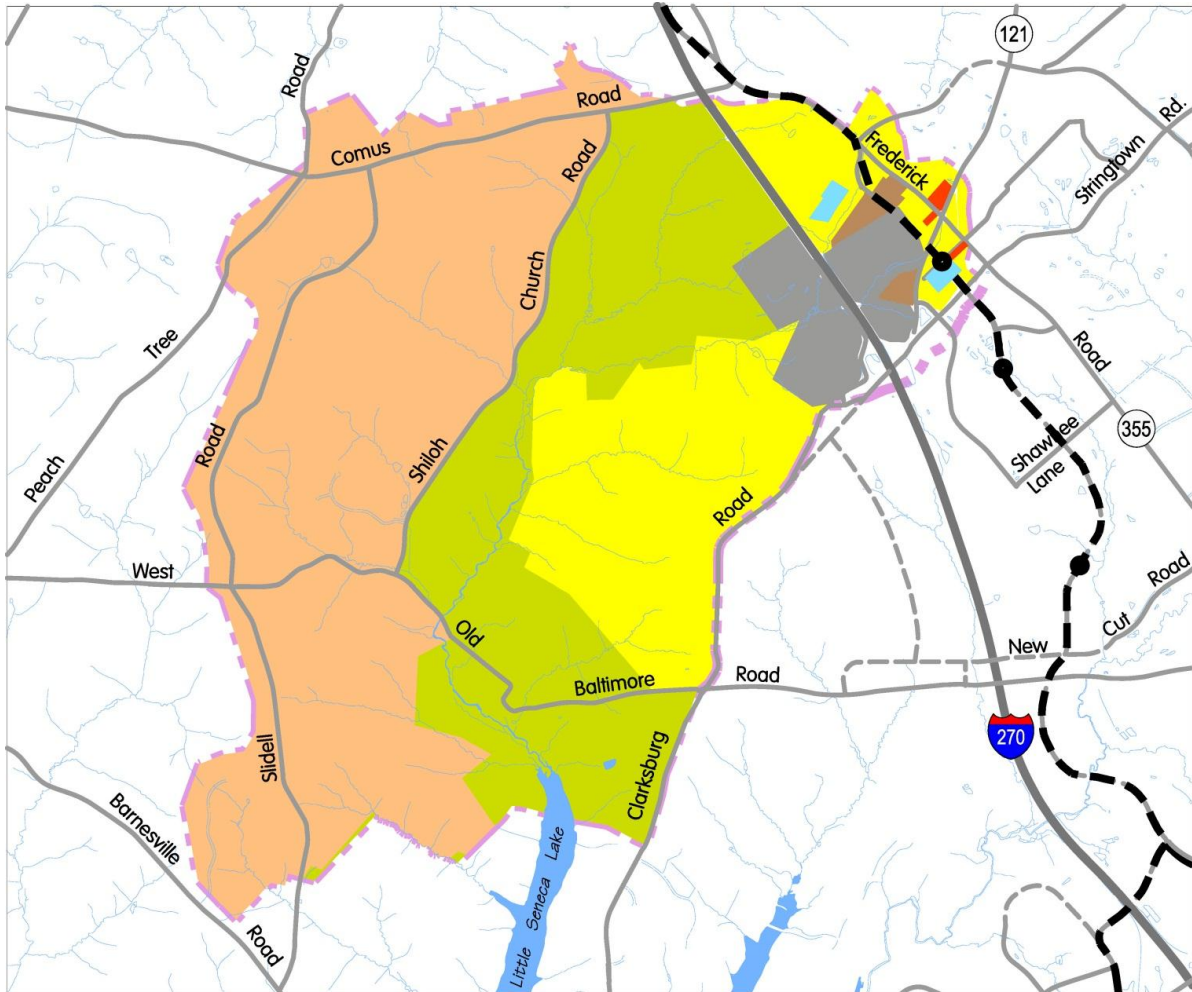 121
Road
Rd.
Road
Comus
Frederick
Stringtown
Road
Church
Tree
Road
Road
355
Shawnee
Lane
Shiloh
Peach
Road
West
Road
Cut
Old
New
Baltimore
Road
270
Slidell
Clarksburg
Barnesville
Little Seneca Lake
Road